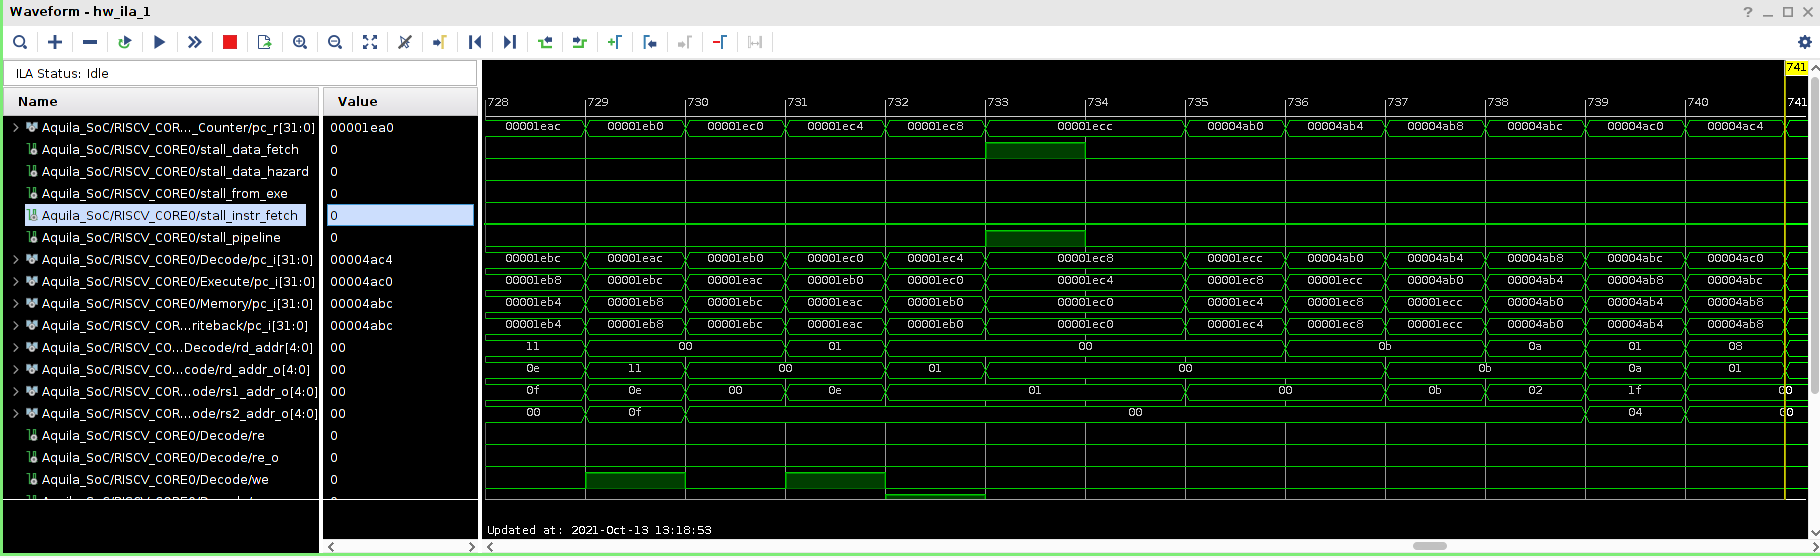 Waveform - hw_ila_1
ILA Status: Idle
Name Value
728 729 730 731 732 733 734 735 736 737 738 739 740 741 741
Aquila_SoC/RISCV_COR..._Counter/pc_r[31:0] 00001ea0 00001eac 00001eb0 00001ec0 00001ec4 00001ec8 00001ecc 00004ab0 00004ab4 00004ab8 00004abc 00004ac0 00004ac4
Aquila_SoC/RISCV_CORE0/stall_data_fetch 0
Aquila_SoC/RISCV_CORE0/stall_data_hazard 0
Aquila_SoC/RISCV_CORE0/stall_from_exe 0
Aquila_SoC/RISCV_CORE0/stall_instr_fetch 0
Aquila_SoC/RISCV_CORE0/stall_pipeline 0
Aquila_SoC/RISCV_CORE0/Decode/pc_i[31:0] 00004ac4 00001ebc 00001eac 00001eb0 00001ec0 00001ec4 00001ec8 00001ecc 00004ab0 00004ab4 00004ab8 00004abc 00004ac0
Aquila_SoC/RISCV_CORE0/Execute/pc_i[31:0] 00004ac0 00001eb8 00001ebc 00001eac 00001eb0 00001ec0 00001ec4 00001ec8 00001ecc 00004ab0 00004ab4 00004ab8 00004abc
Aquila_SoC/RISCV_CORE0/Memory/pc_i[31:0] 00004abc 00001eb4 00001eb8 00001ebc 00001eac 00001eb0 00001ec0 00001ec4 00001ec8 00001ecc 00004ab0 00004ab4 00004ab8
Aquila_SoC/RISCV_COR...riteback/pc_i[31:0] 00004abc 00001eb4 00001eb8 00001ebc 00001eac 00001eb0 00001ec0 00001ec4 00001ec8 00001ecc 00004ab0 00004ab4 00004ab8
Aquila_SoC/RISCV_CO...Decode/rd_addr[4:0] 00 11 00 01 00 0b 0a 01 08
Aquila_SoC/RISCV_CO...code/rd_addr_o[4:0] 00 0e 11 00 01 00 0b 0a 01
Aquila_SoC/RISCV_COR...ode/rs1_addr_o[4:0] 00 0f 0e 00 0e 01 00 0b 02 1f 00
Aquila_SoC/RISCV_COR...ode/rs2_addr_o[4:0] 00 00 0f 00 04 00
Aquila_SoC/RISCV_CORE0/Decode/re 0
Aquila_SoC/RISCV_CORE0/Decode/re_o 0
Aquila_SoC/RISCV_CORE0/Decode/we 0
Updated at: 2021-Oct-13 13:18:53